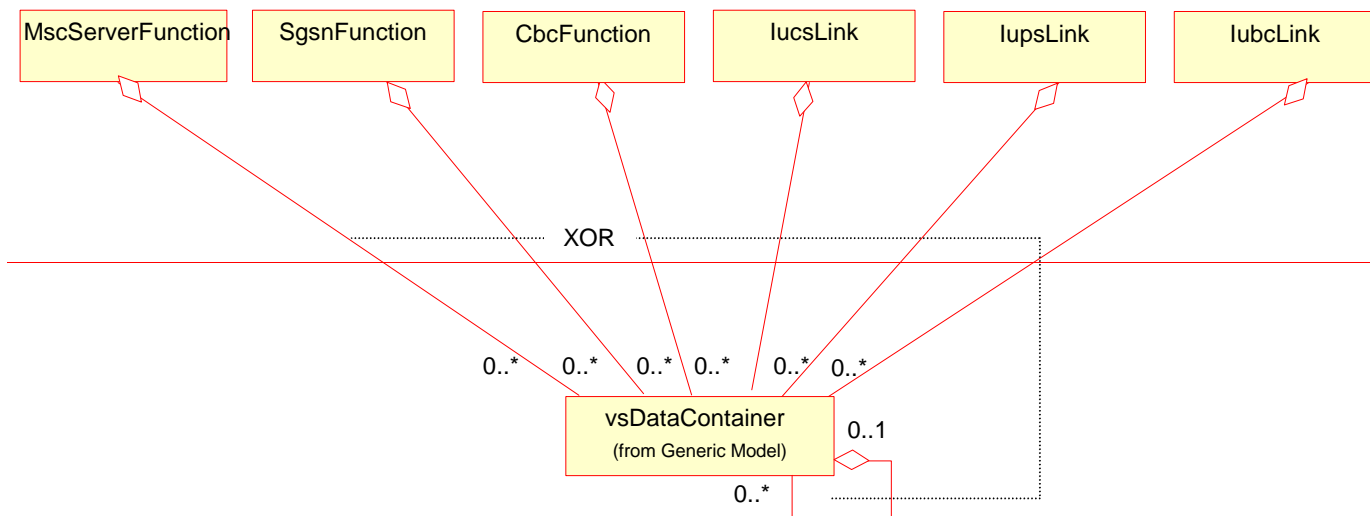 MscServerFunction SgsnFunction CbcFunction IucsLink IupsLink IubcLink
XOR
0..* 0..* 0..* 0..* 0..* 0..*
vsDataContainer
(from Generic Model)
0..1
0..*